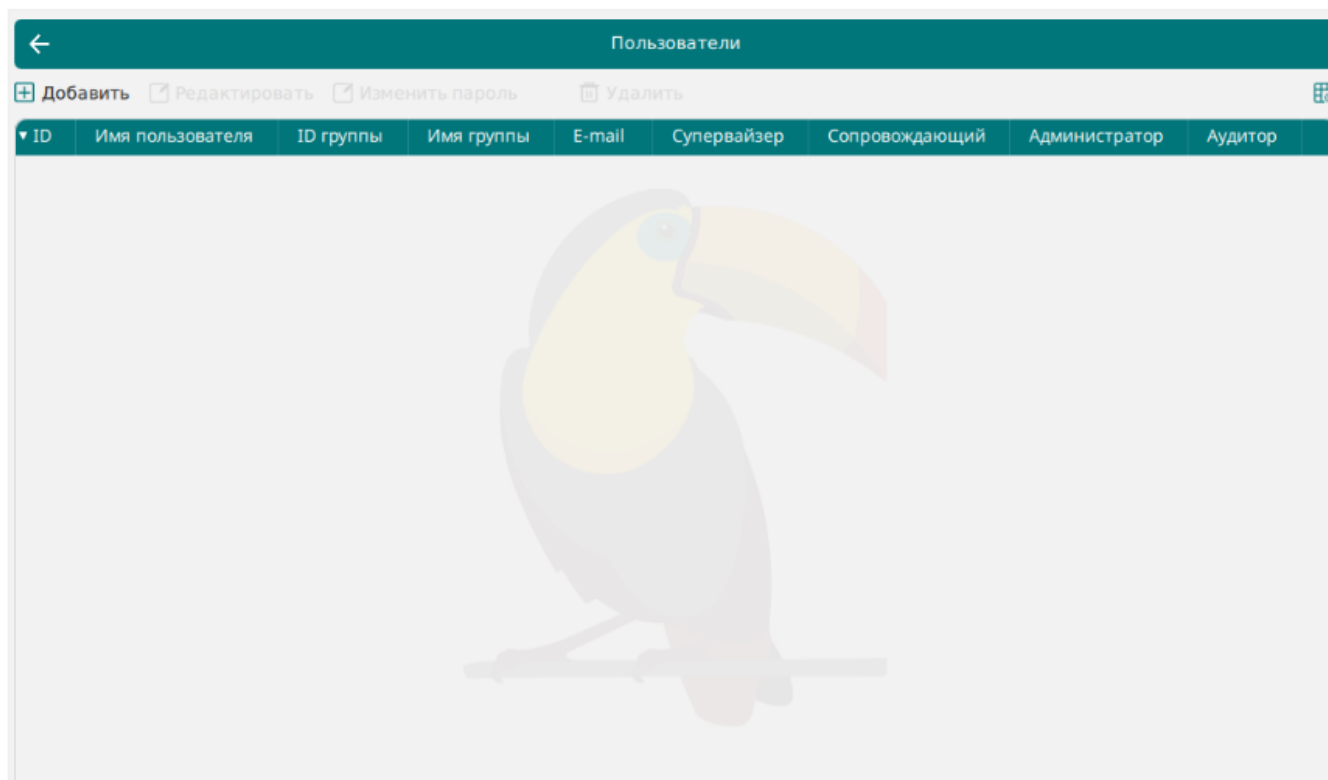 Пользователи
Добавить Редактировать Изменить пароль Удалить
ID Имя пользователя ID группы Имя группы E-mail Супервайзер Сопровождающий Администратор Аудитор